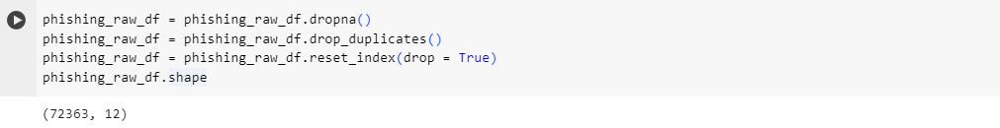 phishing_raw_df = phishing_raw_df.dropna()
phishing_raw_df = phishing_raw_df.drop_duplicates()
phishing_raw_df = phishing_raw_df.reset_index(drop = True)
phishing_raw_df.shape
(72363, 12)